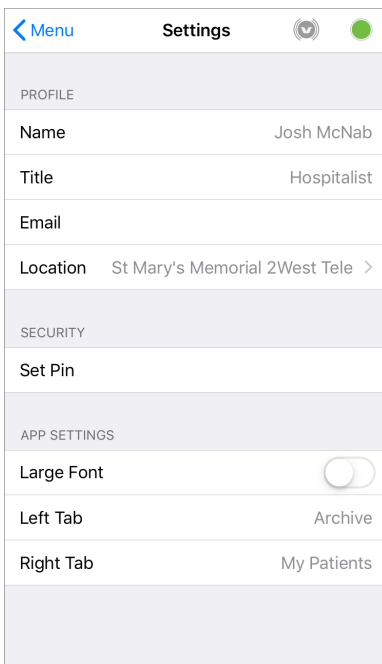 Menu Settings
PROFILE
Name Josh McNab
Title Hospitalist
Email
Location St Mary's Memorial 2West Tele
SECURITY
Set Pin
APP SETTINGS
Large Font
Left Tab Archive
Right Tab My Patients